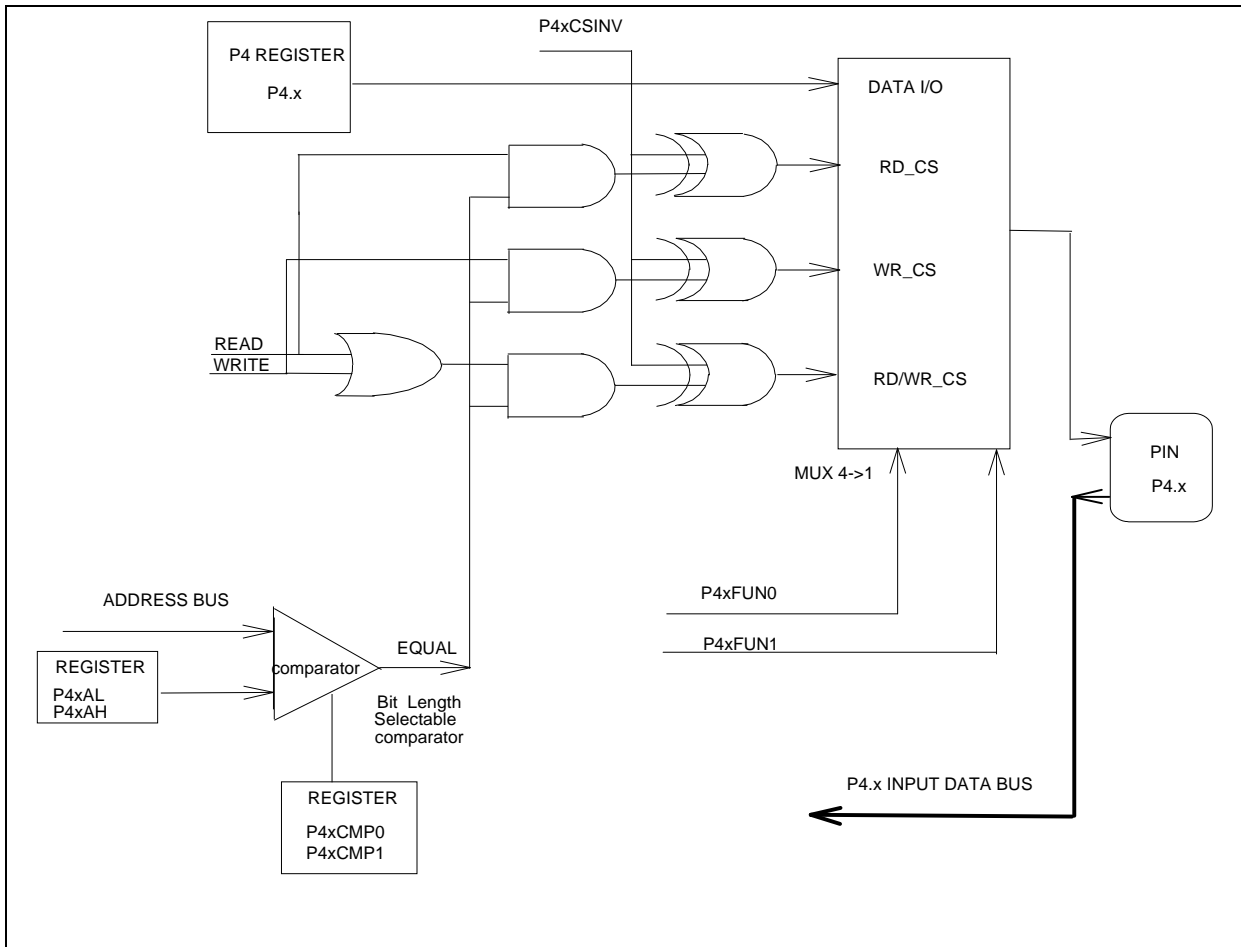 P4xCSINV
P4 REGISTER
P4.x
DATA I/O
RD_CS
WR_CS
READ
WRITE
RD/WR_CS
MUX 4->1
PIN
P4.x
P4xFUN0
P4xFUN1
ADDRESS BUS
REGISTER
P4xAL
P4xAH
comparator
EQUAL
Bit Length
Selectable
comparator
REGISTER
P4xCMP0
P4xCMP1
P4.x INPUT DATA BUS